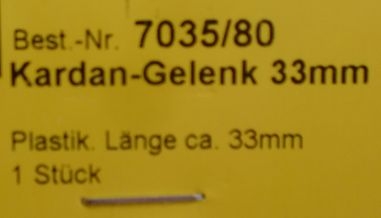 Best.-Nr. 7035/80
Kardan-Gelenk 33mm
Plastik. Länge ca. 33mm
1 Stück